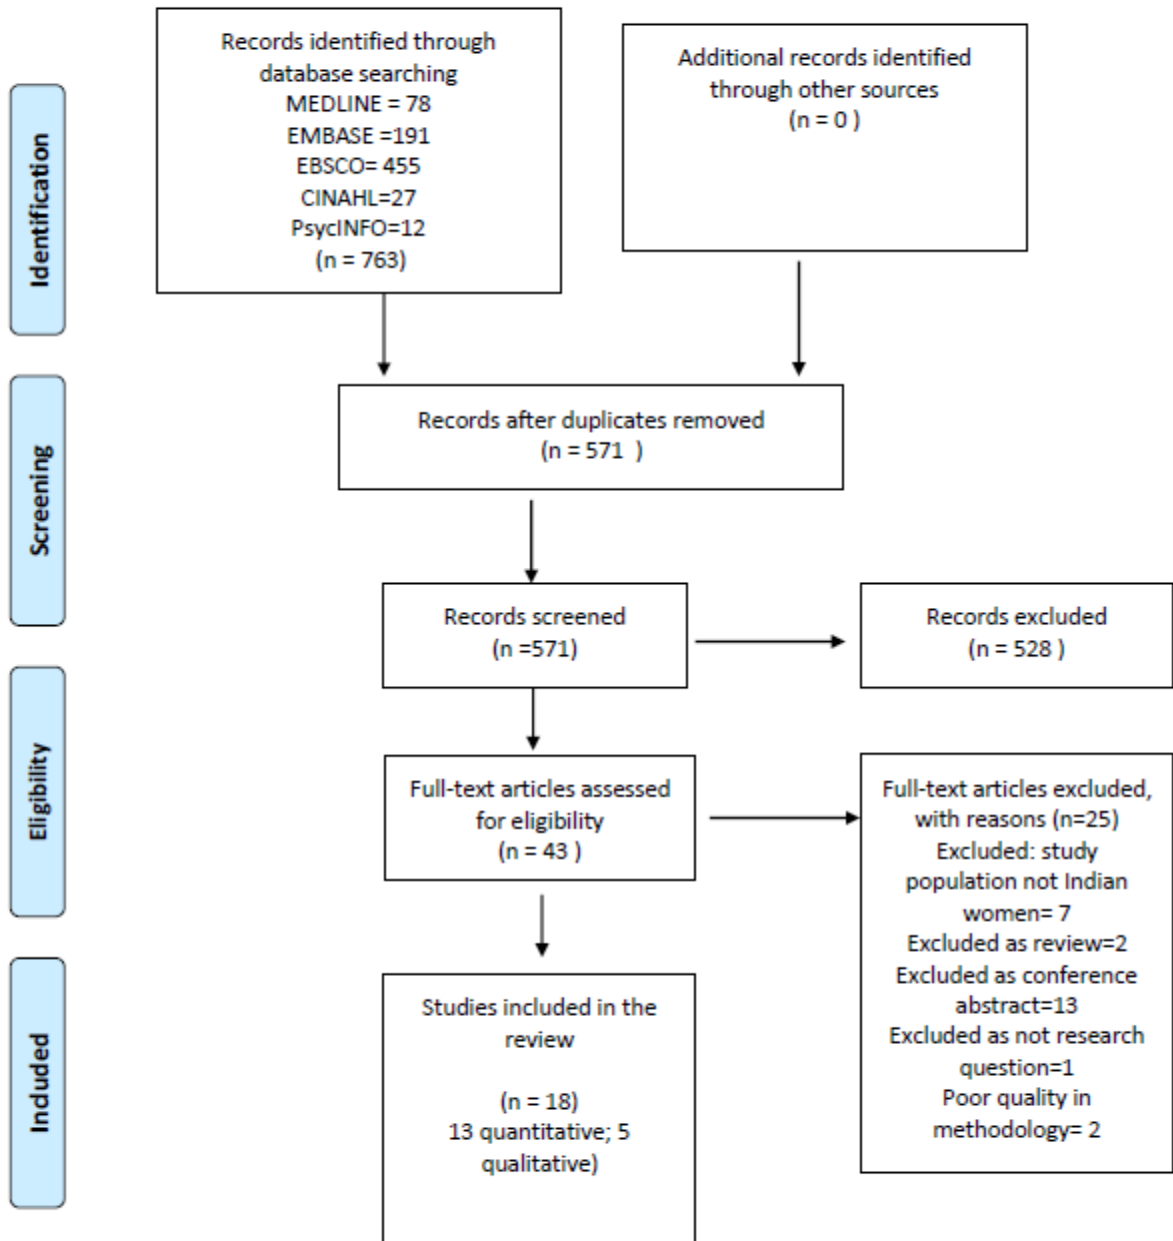 Identification
Records identified through
database searching
MEDLINE = 78
EMBASE =191
EBSCO= 455
CINAHL=27
PsycINFO=12
(n = 763)
Additional records identified
through other sources
(n = 0 )
Screening
Records after duplicates removed
(n = 571 )
Records screened
(n =571)
Records excluded
(n = 528 )
Eligibility
Full-text articles assessed
for eligibility
(n = 43 )
Full-text articles excluded,
with reasons (n=25)
Excluded: study
population not Indian
women= 7
Excluded as review=2
Excluded as conference
abstract=13
Excluded as not research
question=1
Poor quality in
methodology= 2
Included
Studies included in the
review
(n = 18)
13 quantitative; 5
qualitative)